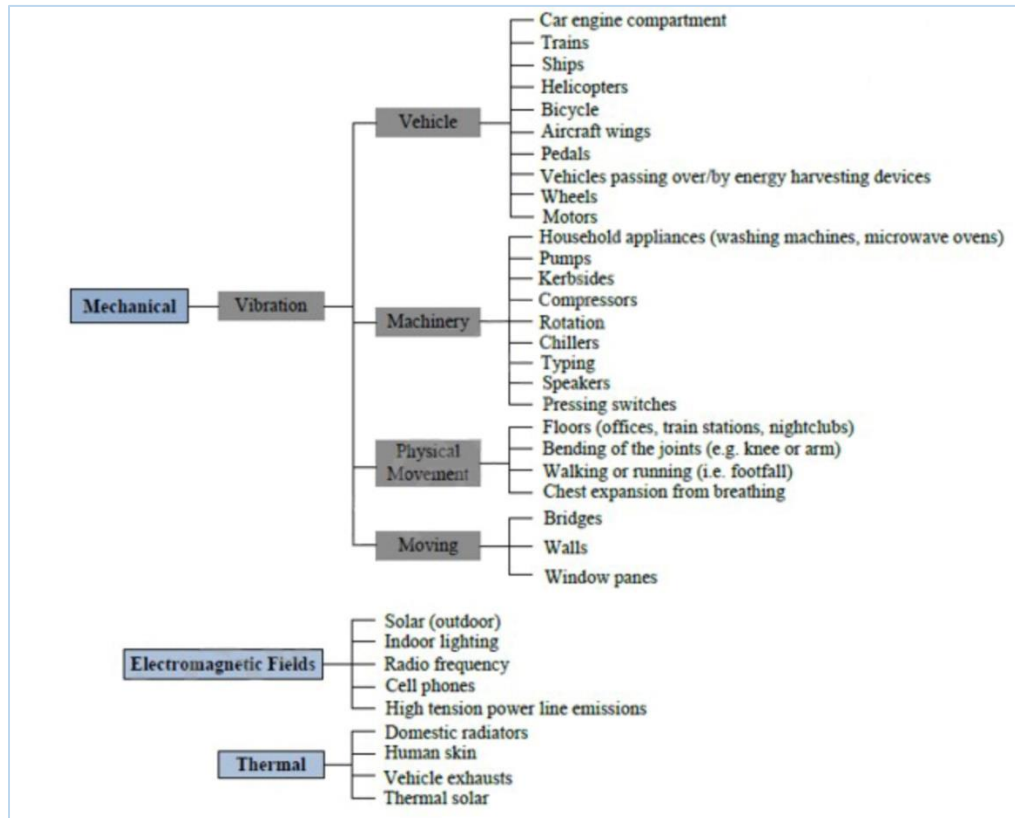 Car engine compartment
Trains
Ships
Helicopters
Bicycle
Vehicle
Aircraft wings
Pedals
Vehicles passing over/by energy harvesting devices
Wheels
Motors
Household appliances (washing machines, microwave ovens)
Pumps
Kerbsides
Compressors
Mechanical
Vibration
Machinery
Rotation
Chillers
Typing
Speakers
Pressing switches
Floors (offices, train stations, nightclubs)
Physical
Movement
Bending of the joints (e.g. knee or arm)
Walking or running (i.e. footfall)
Chest expansion from breathing
Bridges
Moving
Walls
Window panes
Solar (outdoor)
Indoor lighting
Electromagnetic Fields
Radio frequency
Cell phones
High tension power line emissions
Domestic radiators
Human skin
Thermal
Vehicle exhausts
Thermal solar